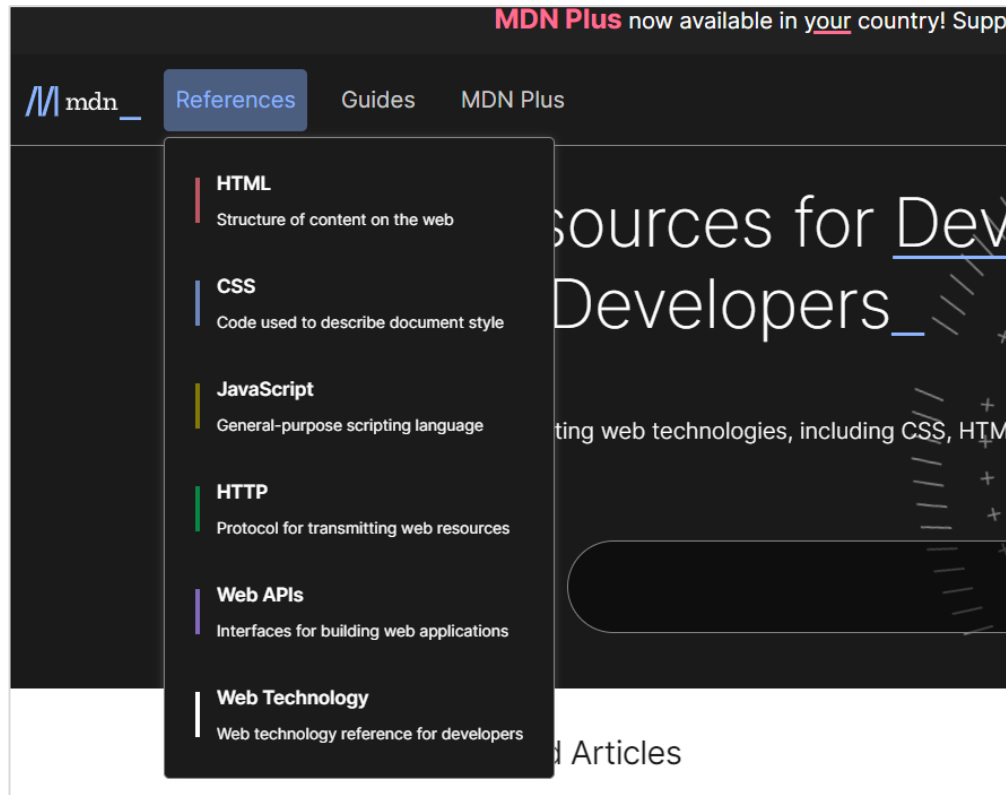 MDN Plus now available in your country! Supp
mdn_
References
Guides
MDN Plus
HTML
Structure of content on the web
CSS
Code used to describe document style
JavaScript
General-purpose scripting language
HTTP
Protocol for transmitting web resources
Web APIs
Interfaces for building web applications
Web Technology
Web technology reference for developers
sources for Dev
Developers_
ting web technologies, including CSS, HTM
d Articles